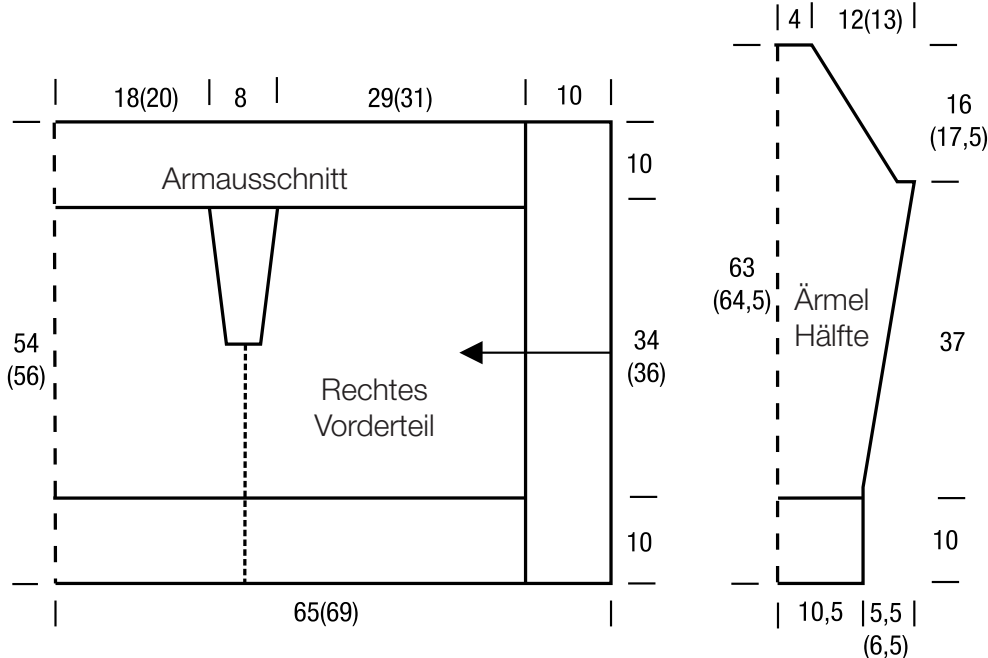 4 12(13)
18(20) 8 29(31) 10
16
(17,5)
10
Armausschnitt
63
(64,5)
Ärmel
Hälfte
54
(56)
34
(36)
37
Rechtes
Vorderteil
10
10
65(69)
10,5 5,5
(6,5)